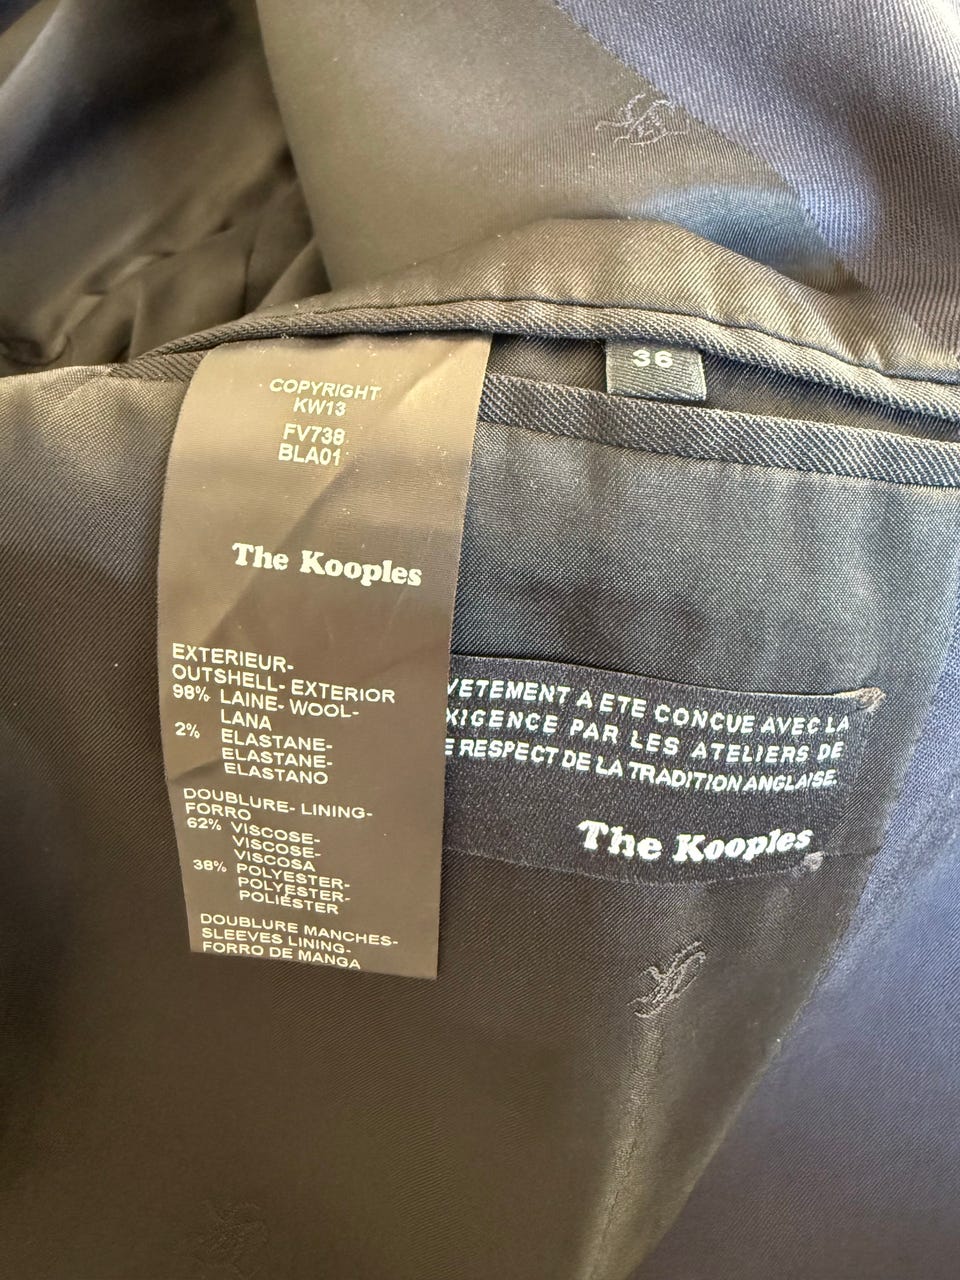 36
COPYRIGHT
KW13
FV738
BLA01
The Kooples
EXTERIEUR-
OUTSHELL- EXTERIOR
98% LAINE- WOOL-
LANA
2% ELASTANE-
ELASTANE-
ELASTANO
DOUBLURE- LINING-
FORRO
62% VISCOSE-
VISCOSE-
VISCOSA
38% POLYESTER-
POLYESTER-
POLIÉSTER
DOUBLURE MANCHES-
SLEEVES LINING-
FORRO DE MANGA
VETEMENT A ETE CONCUE AVEC LA
XIGENCE PAR LES ATELIERS DE
E RESPECT DE LA TRADITION ANGLAISE.
The Kooples